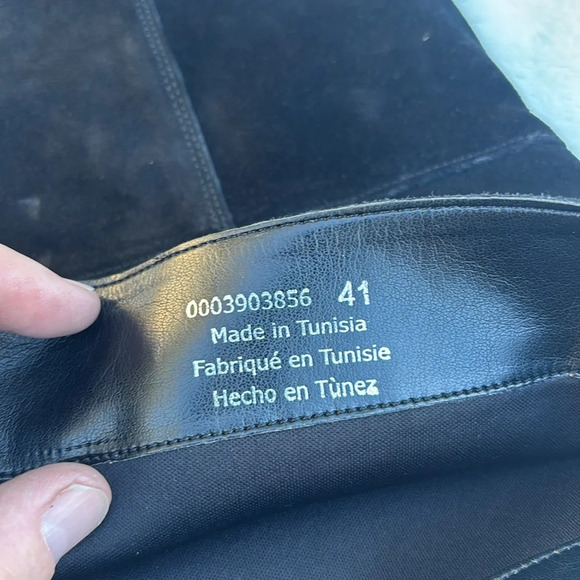 0003903856 41
Made in Tunisia
Fabriqué en Tunisie
Hecho en Tùnez